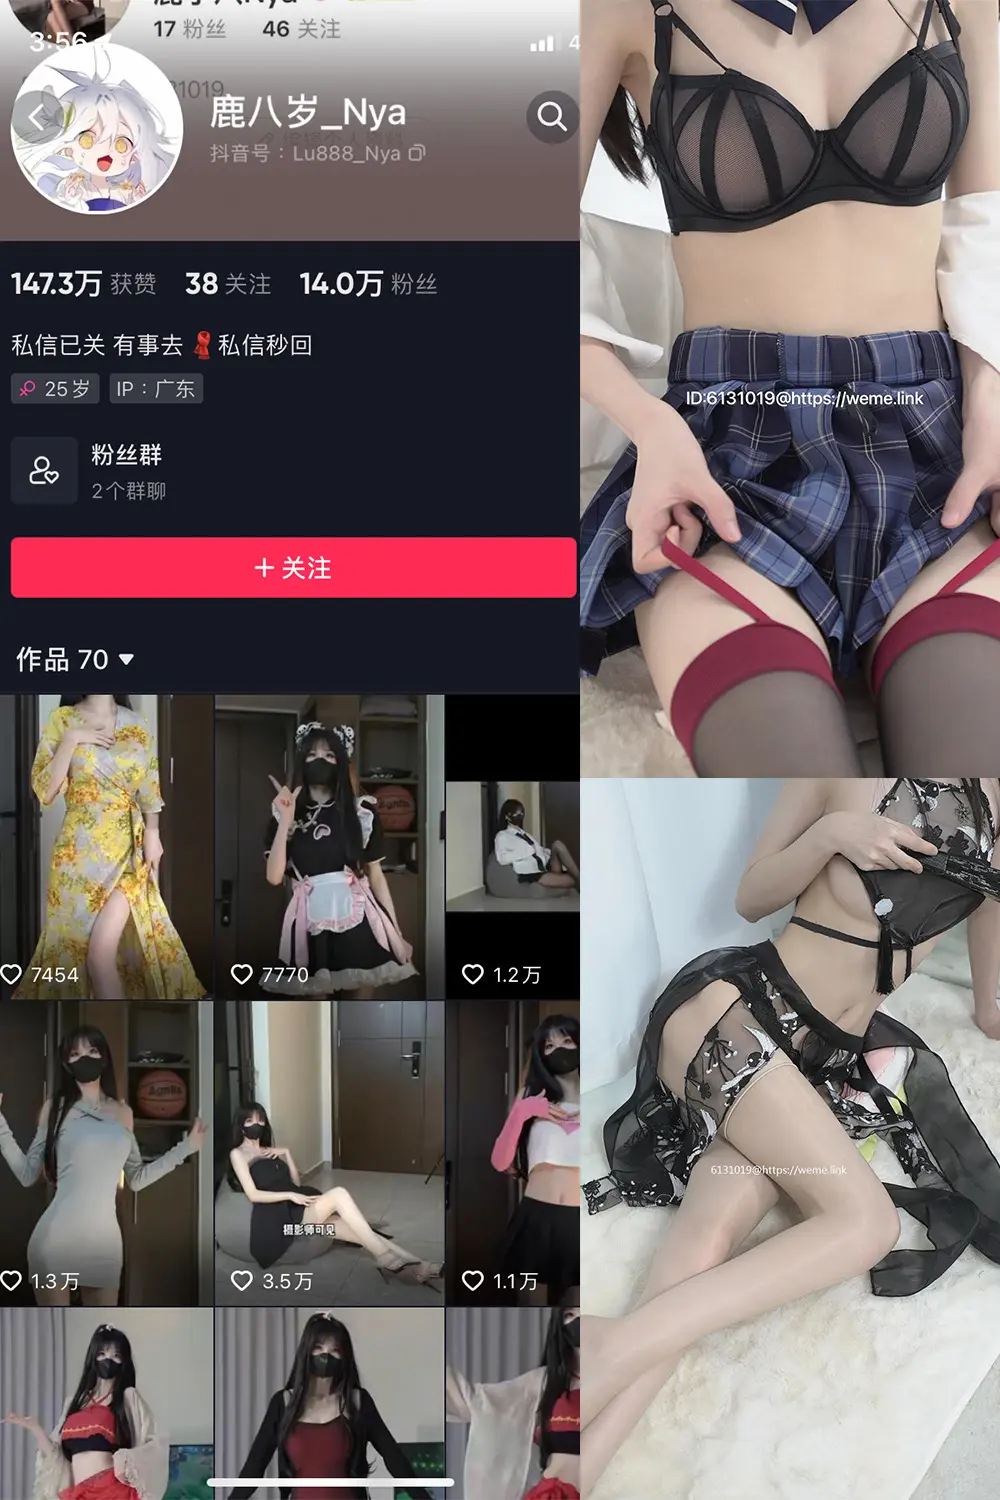 17 粉丝 46 关注
3:56
4
31019
鹿八岁_Nya
抖音号：Lu888_Nya
147.3万 获赞 38 关注 14.0万 粉丝
私信已关 有事去 私信秒回
25岁 IP：广东
粉丝群
2个群聊
+ 关注
作品 70
7454 7770 1.2万
摄影师可见
1.3万 3.5万 1.1万
ID:6131019@https://weme.link
6131019@https://weme.link